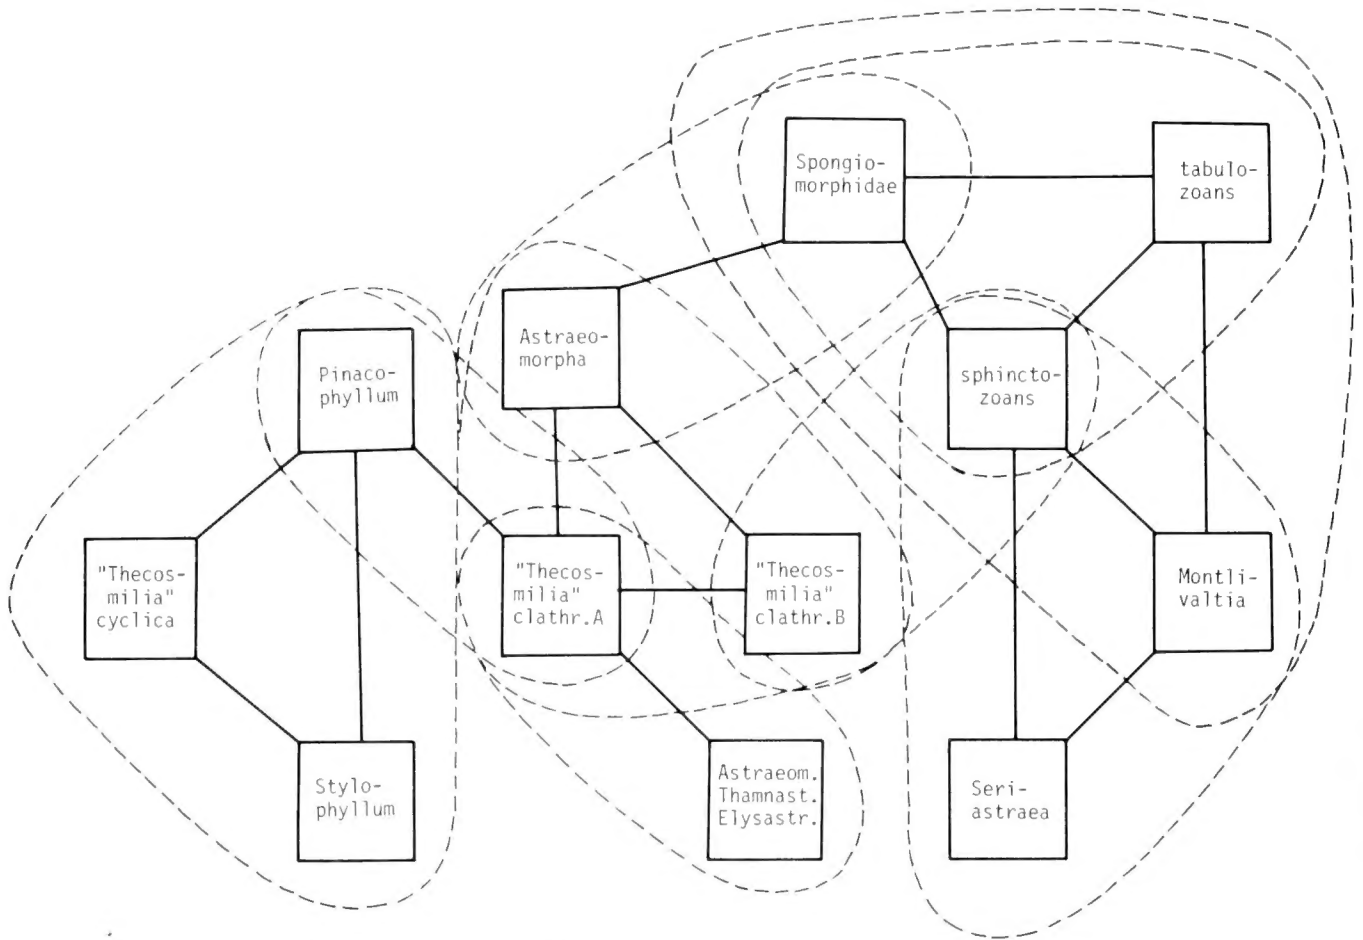 Spongio-
morphidae
tabulo-
zoans
Astraeo-
morpha
Pinaco-
phyllum
sphincto-
zoans
"Thecos-
milia"
cyclica
"Thecos-
milia"
clathr.A
"Thecos-
milia"
clathr.B
Montli-
valtia
Stylo-
phyllum
Astraeom.
Thamnast.
Elysastr.
Seri-
astraea